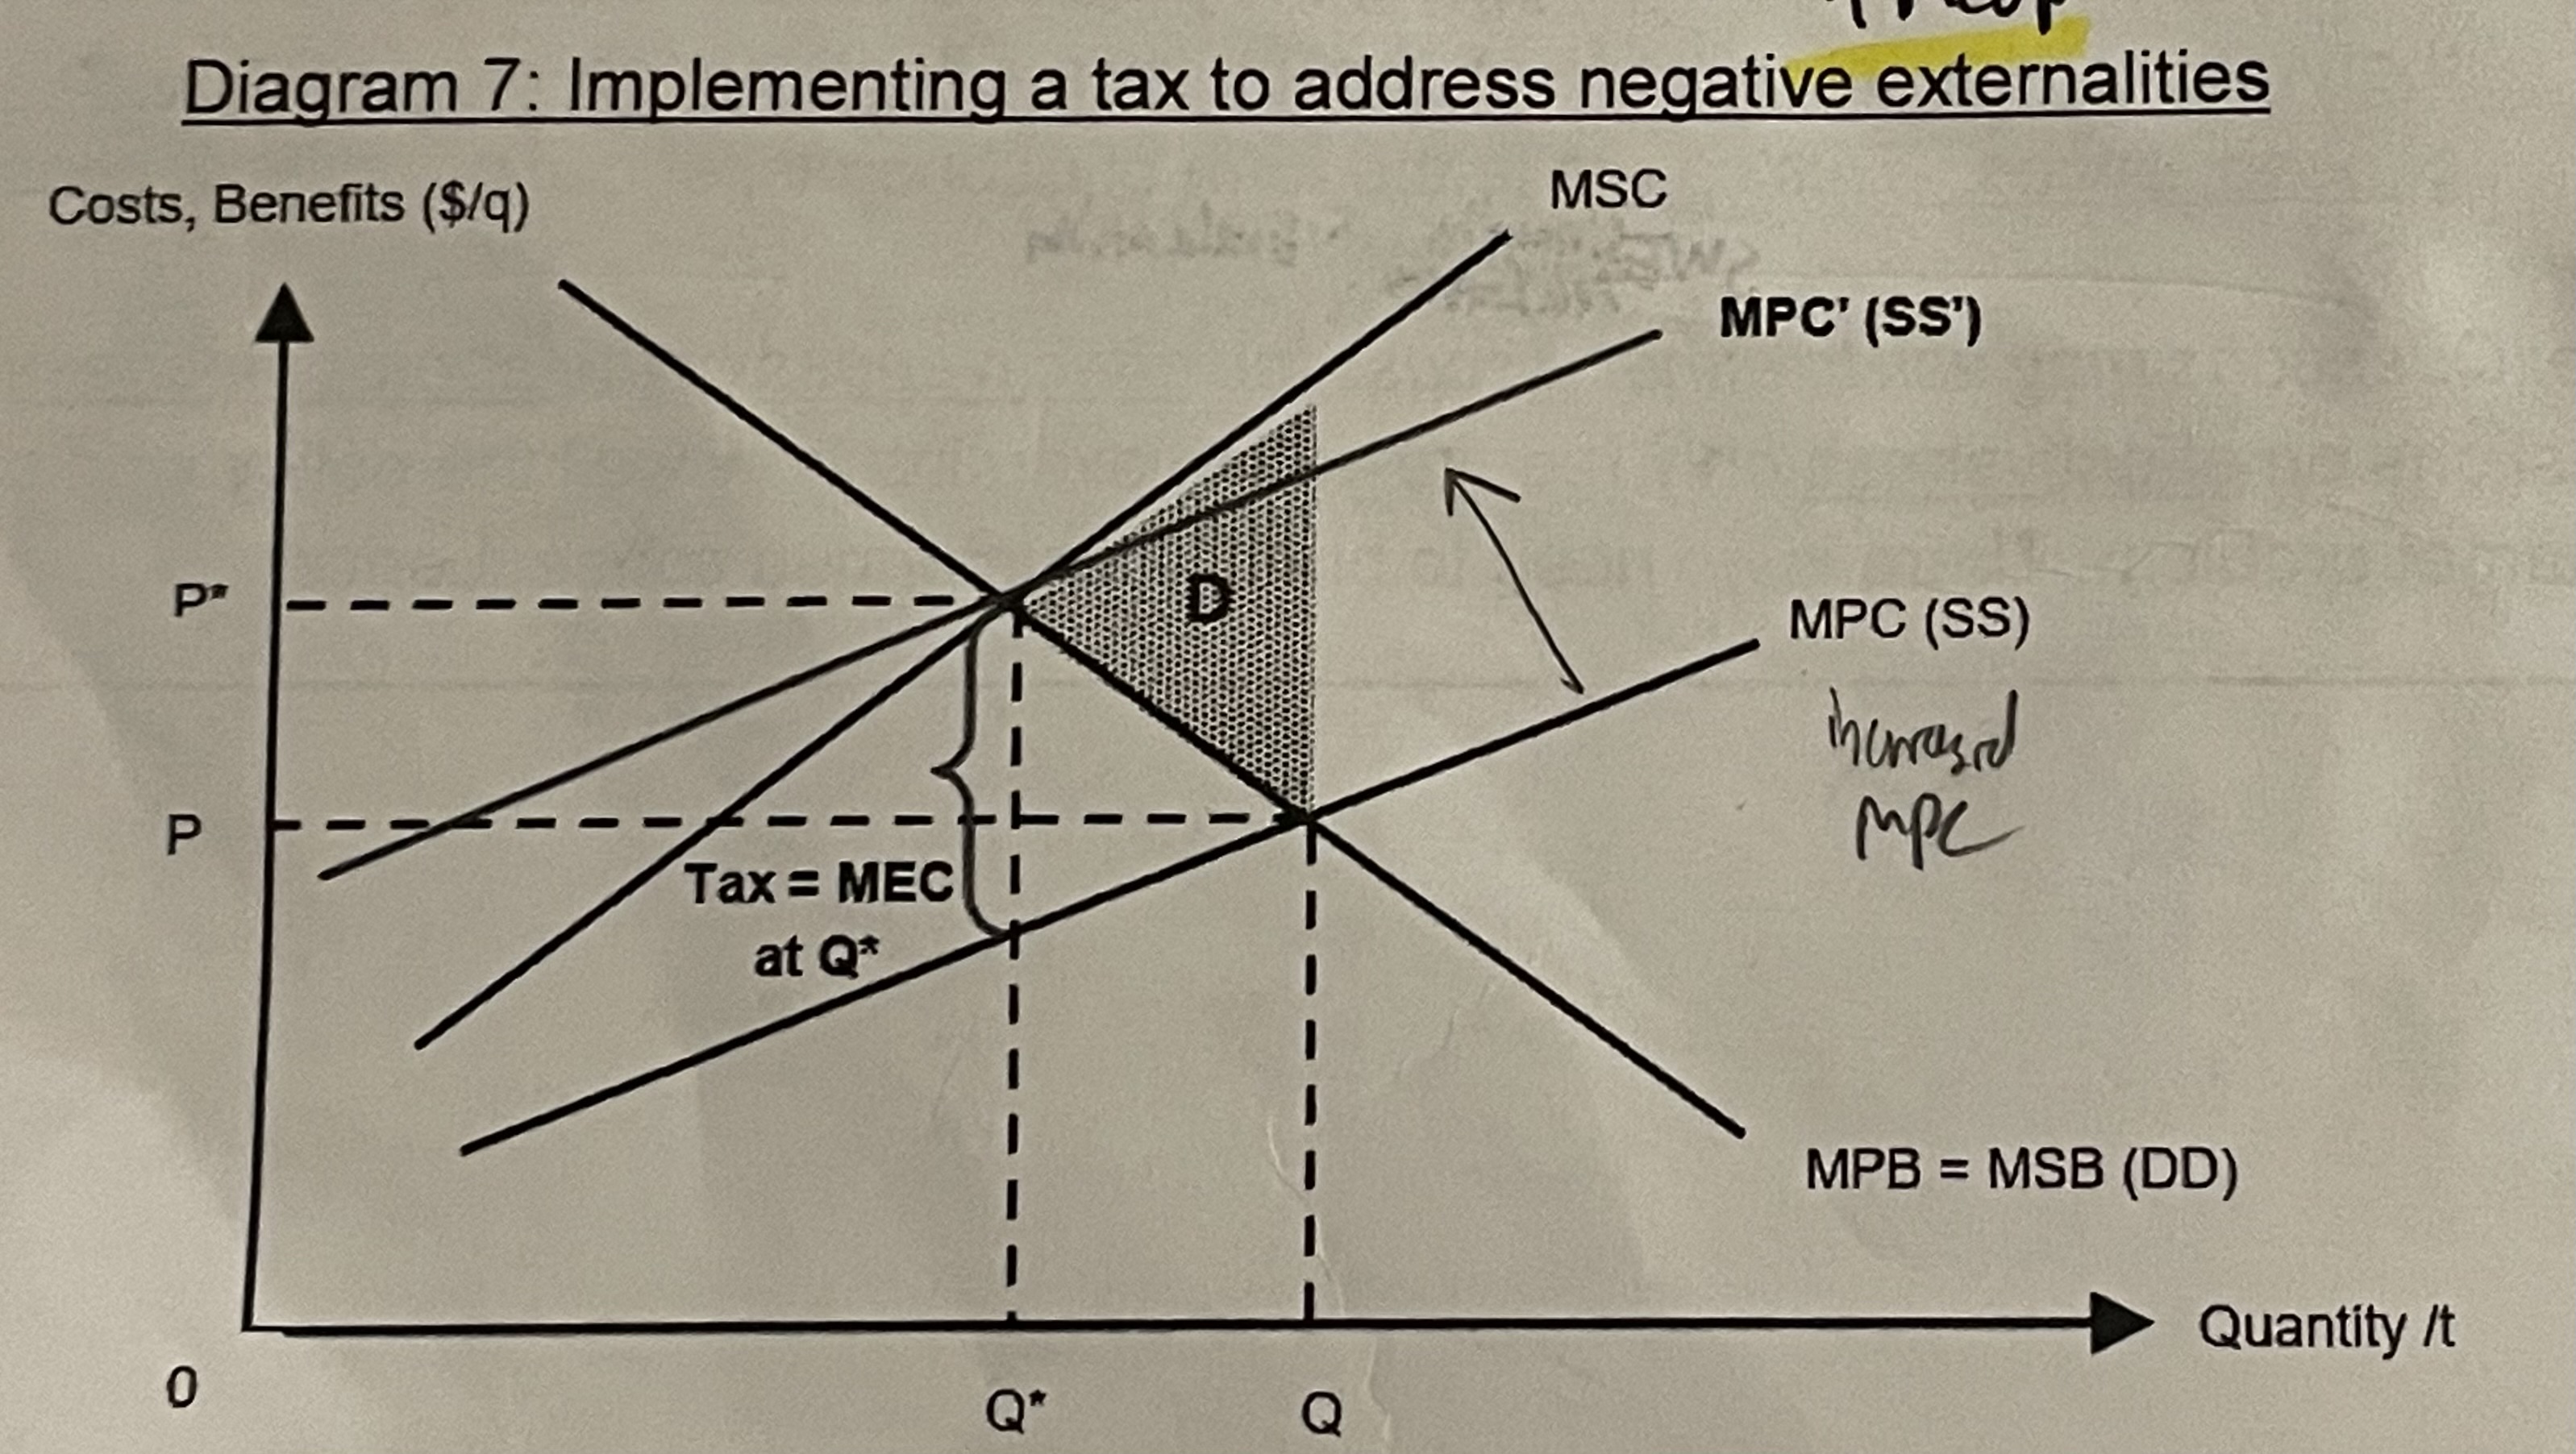 Diagram 7: Implementing a tax to address negative externalities
Costs, Benefits ($/q)
MSC
MPC' (SS')
P*
D
MPC (SS)
increased
MPC
P
Tax = MEC
at Q*
MPB = MSB (DD)
Quantity /t
0
Q*
Q